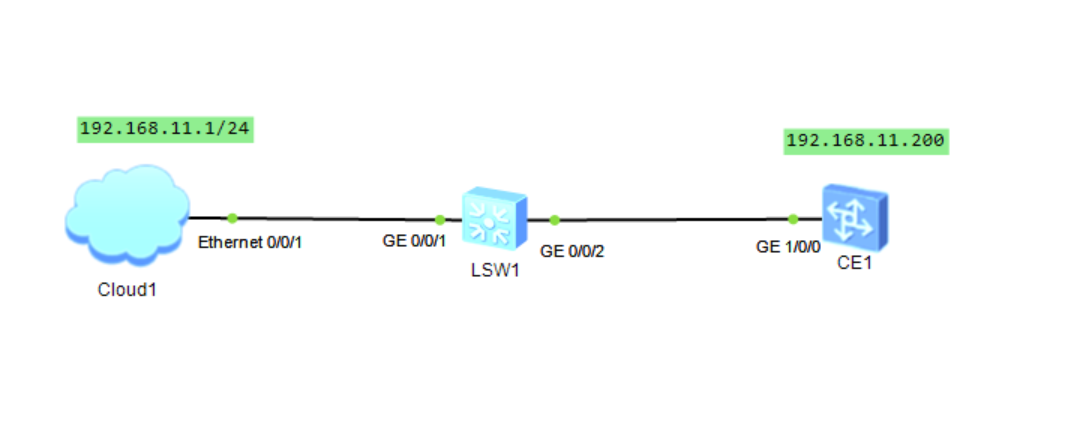 192.168.11.1/24
192.168.11.200
Ethernet 0/0/1
GE 0/0/1
GE 0/0/2
GE 1/0/0
LSW1
CE1
Cloud1